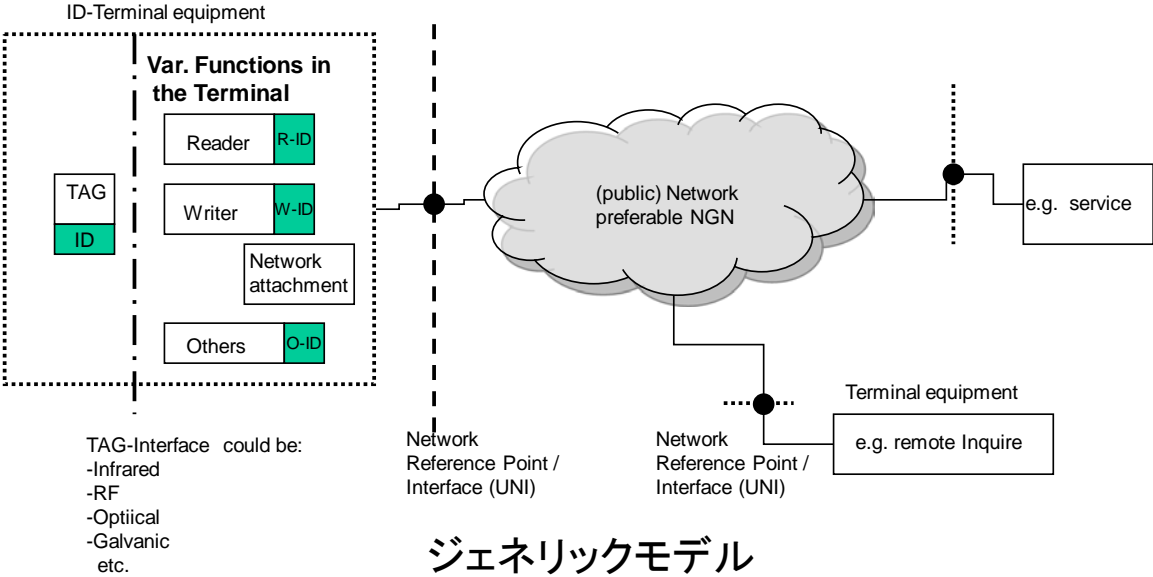 ID-Terminal equipment
Var. Functions in
the Terminal
Reader
R-ID
TAG
ID
Writer
W-ID
Network
attachment
Others
O-ID
(public) Network
preferable NGN
e.g. service
Terminal equipment
e.g. remote Inquire
TAG-Interface could be:
-Infrared
-RF
-Optiical
-Galvanic
etc.
Network
Reference Point /
Interface (UNI)
Network
Reference Point /
Interface (UNI)
ジェネリックモデル